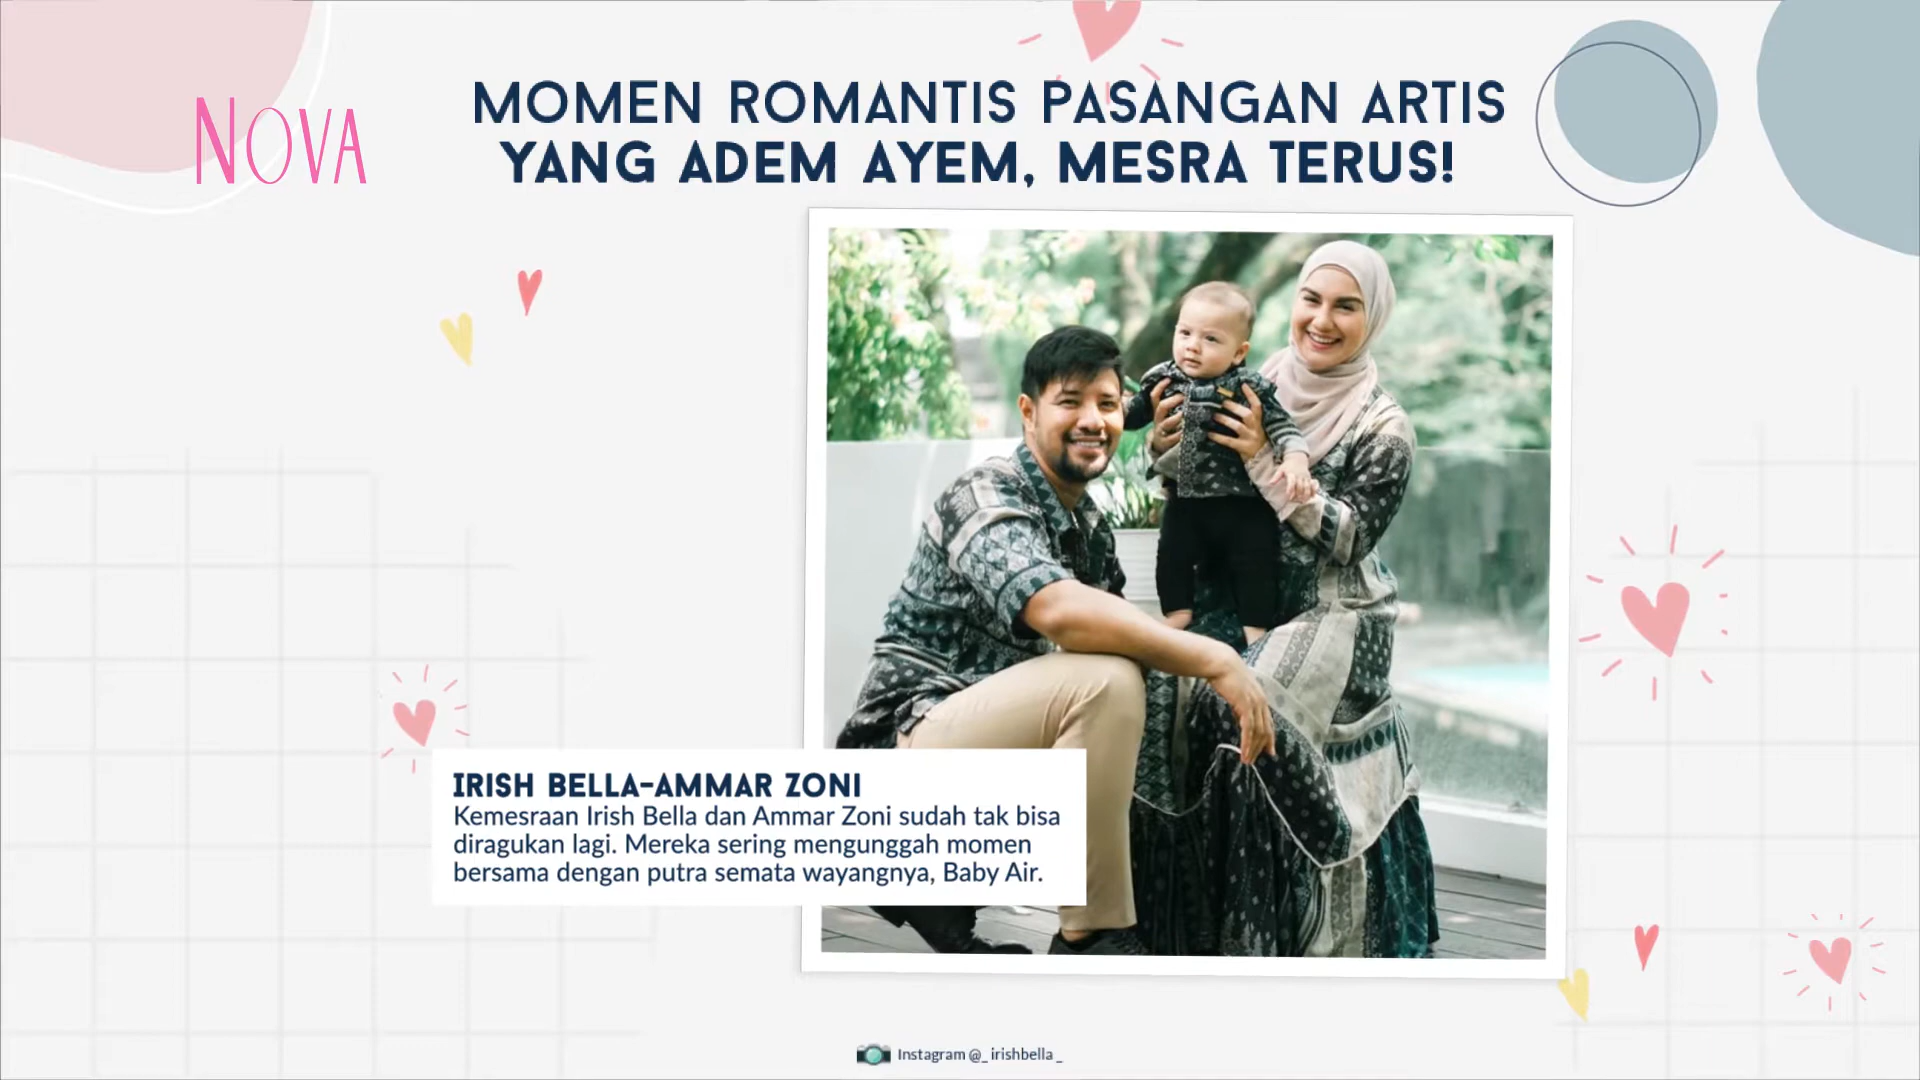 NOVA
MOMEN ROMANTIS PASANGAN ARTIS
YANG ADEM AYEM, MESRA TERUS!
IRISH BELLA-AMMAR ZONI
Kemesraan Irish Bella dan Ammar Zoni sudah tak bisa
diragukan lagi. Mereka sering mengunggah momen
bersama dengan putra semata wayangnya, Baby Air.
Instagram @_irishbella_